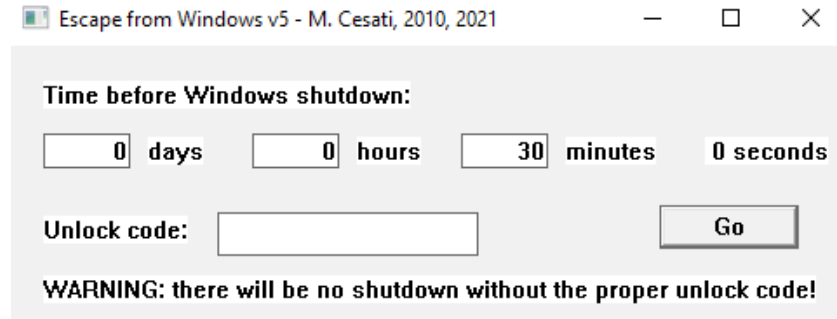 Escape from Windows v5 - M. Cesati, 2010, 2021
Time before Windows shutdown:
0 days 0 hours 30 minutes 0 seconds
Unlock code: Go
WARNING: there will be no shutdown without the proper unlock code!